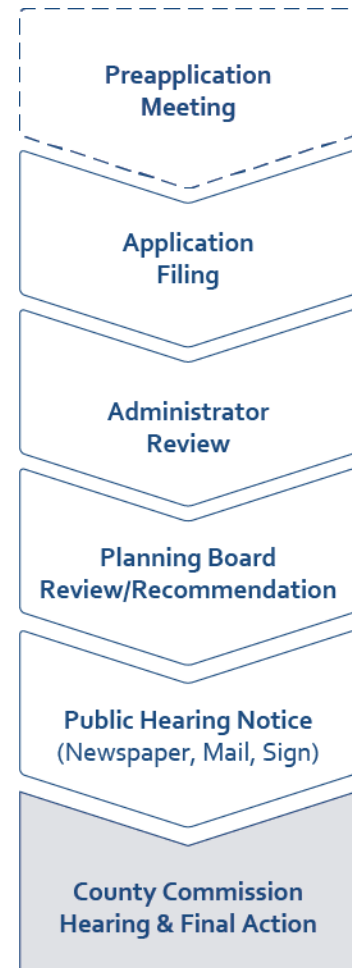 Preapplication
Meeting
Application
Filing
Administrator
Review
Planning Board
Review/Recommendation
Public Hearing Notice
(Newspaper, Mail, Sign)
County Commission
Hearing & Final Action